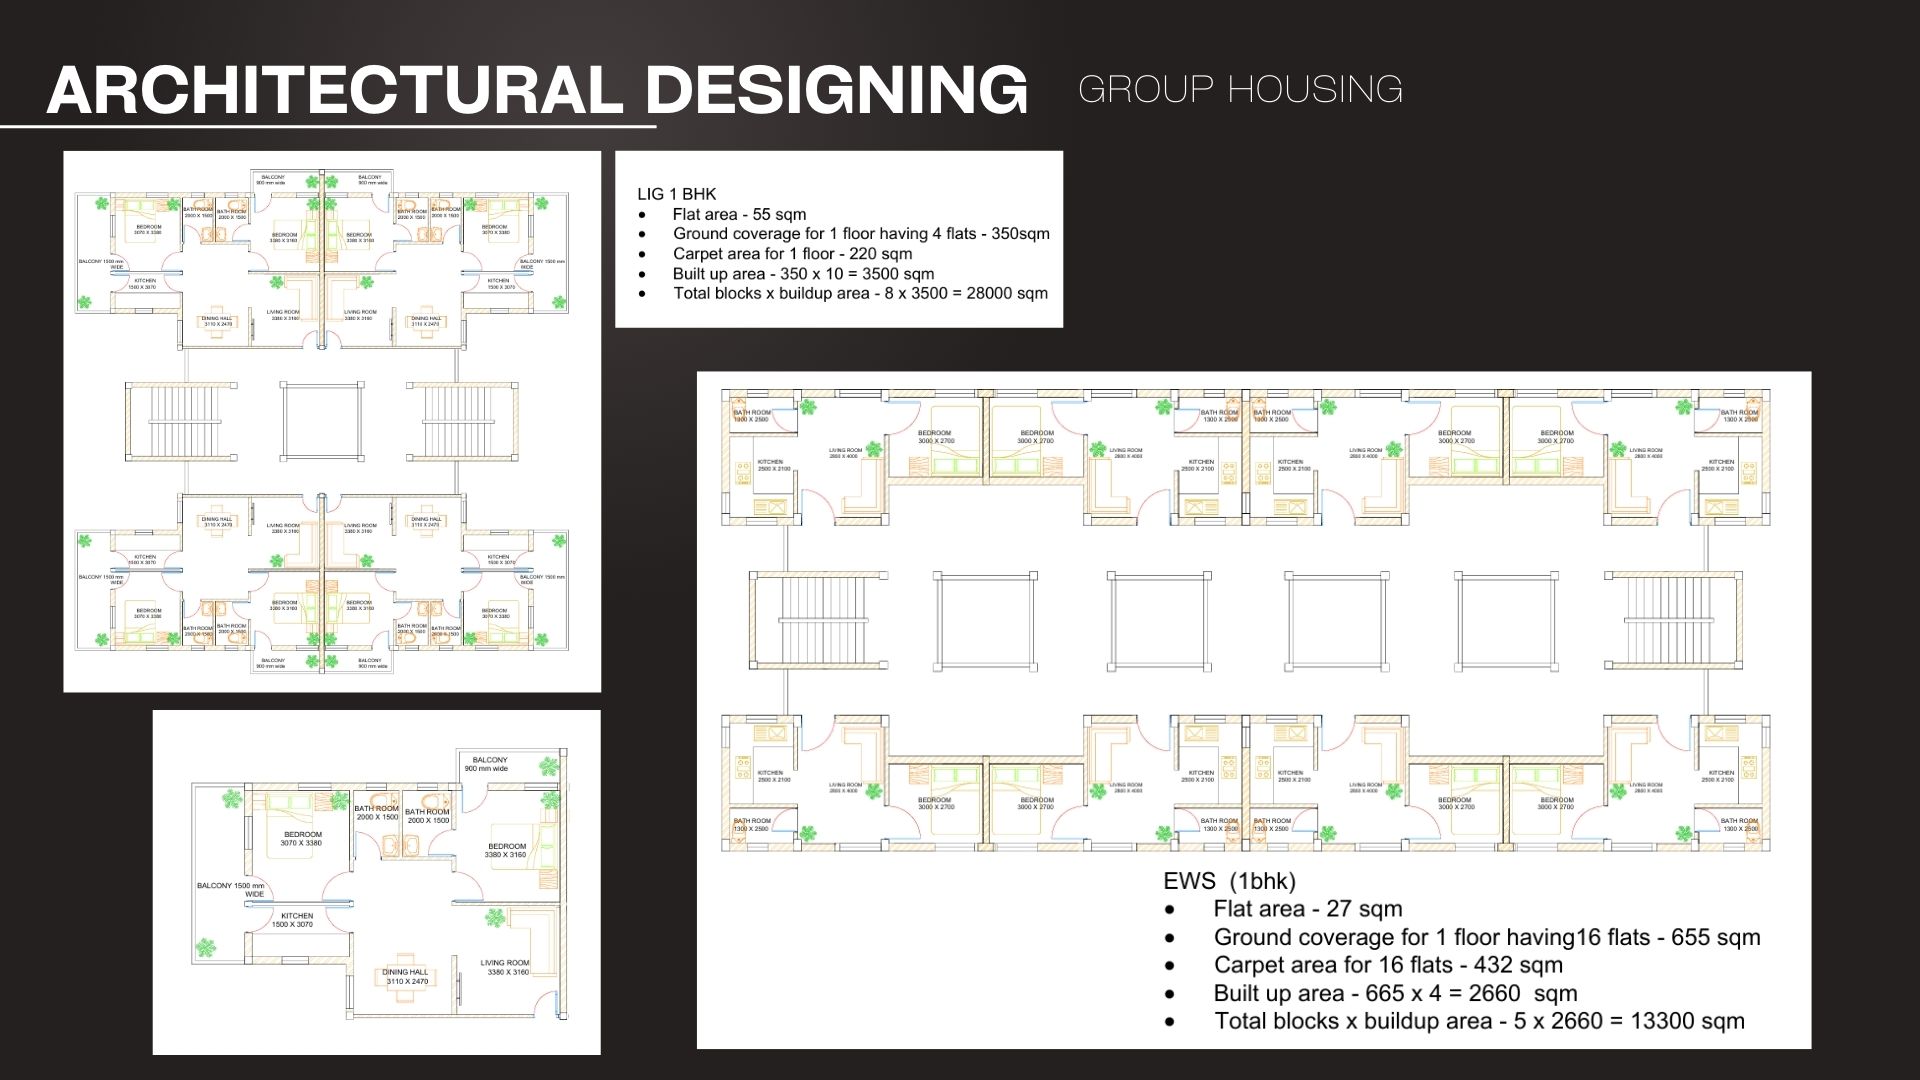 ARCHITECTURAL DESIGNING
GROUP HOUSING
BALCONY
900 mm wide
BALCONY
900 mm wide
BATH ROOM
2000 X 1500
BATH ROOM
2000 X 1500
BATH ROOM
2000 X 1500
BATH ROOM
2000 X 1500
BEDROOM
3070 X 3380
BEDROOM
3380 X 3160
BEDROOM
3380 X 3160
BEDROOM
3070 X 3380
BALCONY 1500 mm
WIDE
BALCONY 1500 mm
WIDE
KITCHEN
1500 X 3070
KITCHEN
1500 X 3070
DINING HALL
3110 X 2470
LIVING ROOM
3380 X 3160
LIVING ROOM
3380 X 3160
DINING HALL
3110 X 2470
DINING HALL
3110 X 2470
LIVING ROOM
3380 X 3160
LIVING ROOM
3380 X 3160
DINING HALL
3110 X 2470
KITCHEN
1500 X 3070
KITCHEN
1500 X 3070
BALCONY 1500 mm
WIDE
BALCONY 1500 mm
WIDE
BEDROOM
3070 X 3380
BEDROOM
3380 X 3160
BEDROOM
3380 X 3160
BEDROOM
3070 X 3380
BATH ROOM
2000 X 1500
BATH ROOM
2000 X 1500
BATH ROOM
2000 X 1500
BATH ROOM
2000 X 1500
BALCONY
900 mm wide
BALCONY
900 mm wide
LIG 1 BHK
• Flat area - 55 sqm
• Ground coverage for 1 floor having 4 flats - 350sqm
• Carpet area for 1 floor - 220 sqm
• Built up area - 350 x 10 = 3500 sqm
• Total blocks x buildup area - 8 x 3500 = 28000 sqm
BALCONY
900 mm wide
BATH ROOM
2000 X 1500
BATH ROOM
2000 X 1500
BEDROOM
3070 X 3380
BEDROOM
3380 X 3160
BALCONY 1500 mm
WIDE
KITCHEN
1500 X 3070
LIVING ROOM
3380 X 3160
DINING HALL
3110 X 2470
BATH ROOM
1300 X 2500
BATH ROOM
1300 X 2500
BATH ROOM
1300 X 2500
BATH ROOM
1300 X 2500
BEDROOM
3000 X 2700
BEDROOM
3000 X 2700
BEDROOM
3000 X 2700
BEDROOM
3000 X 2700
LIVING ROOM
2800 X 4000
LIVING ROOM
2800 X 4000
LIVING ROOM
2800 X 4000
LIVING ROOM
2800 X 4000
KITCHEN
2500 X 2100
KITCHEN
2500 X 2100
KITCHEN
2500 X 2100
KITCHEN
2500 X 2100
KITCHEN
2500 X 2100
KITCHEN
2500 X 2100
KITCHEN
2500 X 2100
KITCHEN
2500 X 2100
LIVING ROOM
2800 X 4000
LIVING ROOM
2800 X 4000
LIVING ROOM
2800 X 4000
LIVING ROOM
2800 X 4000
BEDROOM
3000 X 2700
BEDROOM
3000 X 2700
BEDROOM
3000 X 2700
BEDROOM
3000 X 2700
BATH ROOM
1300 X 2500
BATH ROOM
1300 X 2500
BATH ROOM
1300 X 2500
BATH ROOM
1300 X 2500
EWS (1bhk)
• Flat area - 27 sqm
• Ground coverage for 1 floor having16 flats - 655 sqm
• Carpet area for 16 flats - 432 sqm
• Built up area - 665 x 4 = 2660 sqm
• Total blocks x buildup area - 5 x 2660 = 13300 sqm